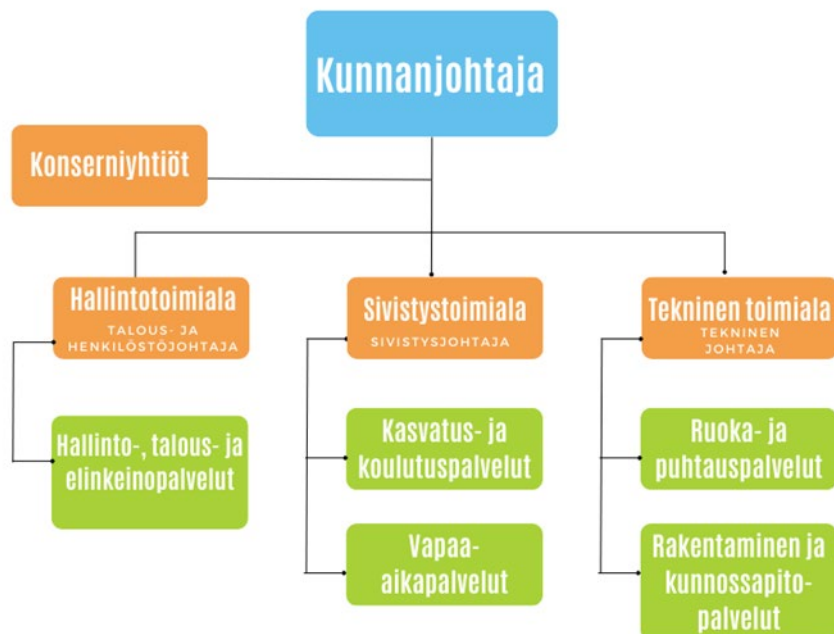 Kunnanjohtaja
Konserniyhtiöt
Hallintotoimiala
TALOUS- JA
HENKILÖSTÖJOHTAJA
Hallinto-, talous- ja
elinkeinopalvelut
Sivistystoimiala
SIVISTYSJOHTAJA
Kasvatus- ja
koulutuspalvelut
Vapaa-
aikapalvelut
Tekninen toimiala
TEKNINEN
JOHTAJA
Ruoka- ja
puhtauspalvelut
Rakentaminen ja
kunnossapito-
palvelut